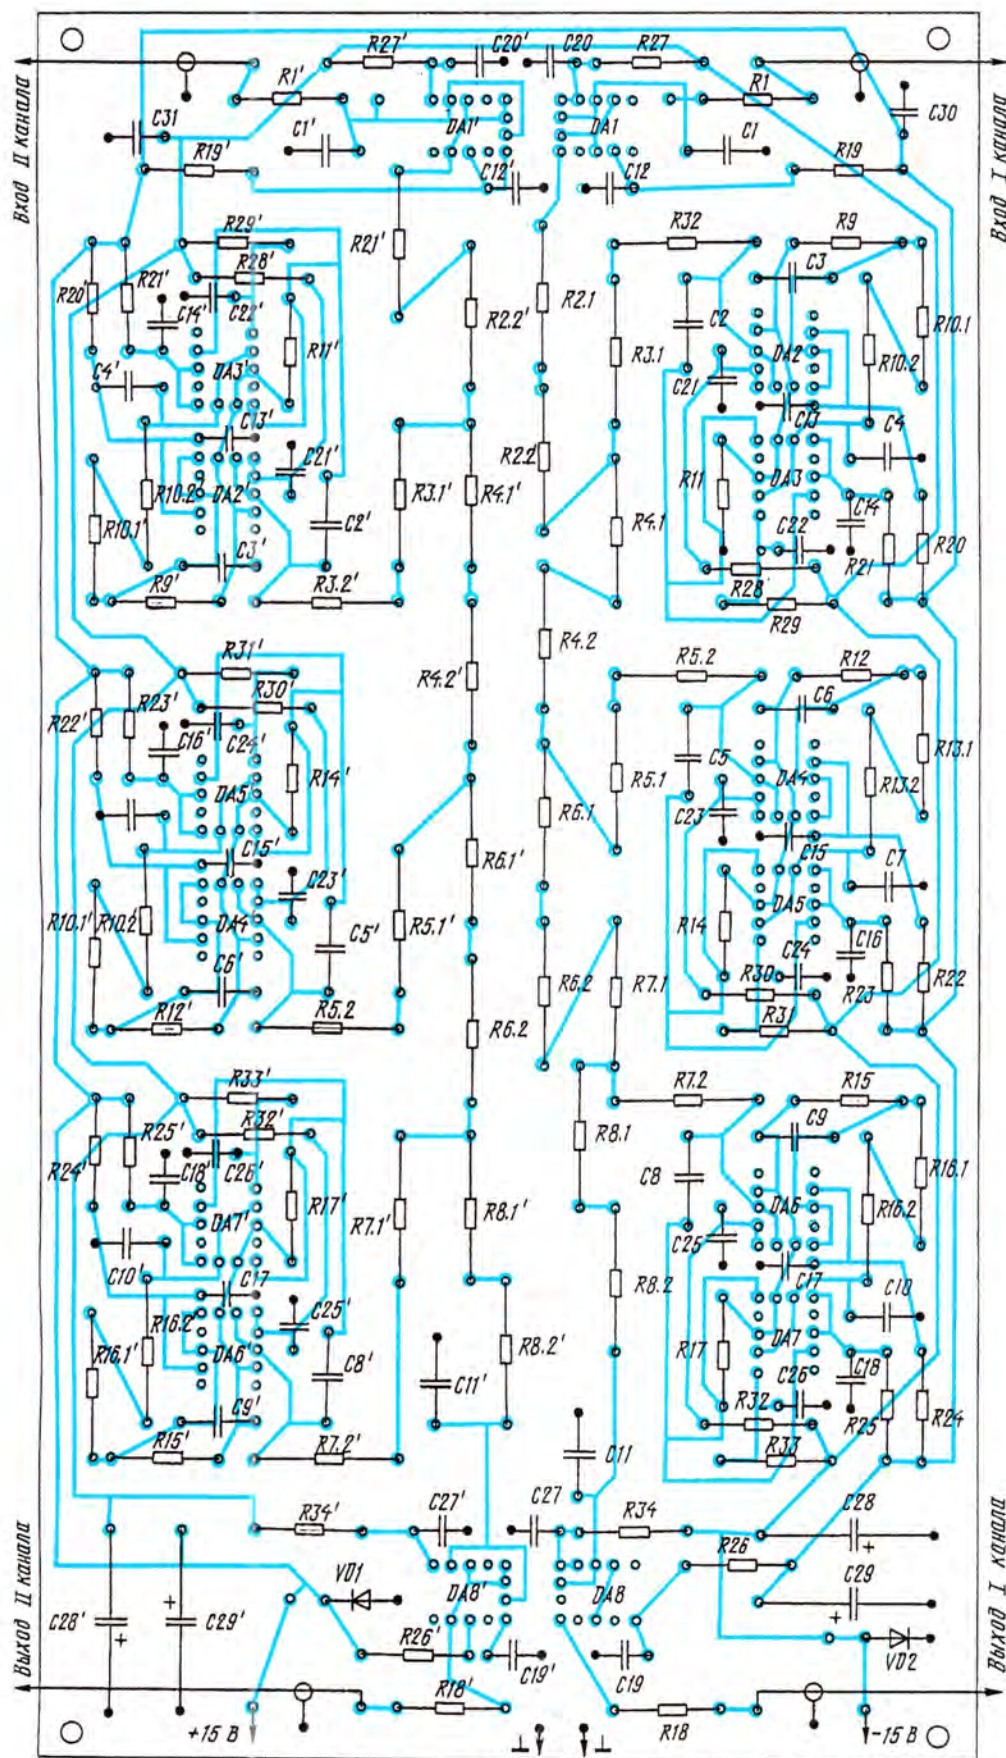 C20' C20
R27' R27
R1' R1
C31 C30
DA1' DA1
C1' C1
Вход II канала
Вход I канала
R19' R19
C12' C12
R29' R21' R32 R9
R28' C3
R20' R21' C14' C22' R2.2' R2.1 C2 R10.1
R11' R3.1 DA2 R10.2
C4' DA3' C21
C13' C13 C4
R10.2' C21' R3.1' R4.1' R2.2 R11 DA3
R10.1' DA2' C2' R4.1 C22 C14
C3' R21 R20
R9' R3.2' R28
R29
R31' R4.2' R4.2 R5.2 R12
R30' C6
R22' R23' C16' C24' C5 R13.1
R14' R5.1 DA4 R13.2
DA5' R6.1 C23
C15' R6.1' C15 C7
R10.1' R10.2 C23' R14 DA5
DA4 C5' R5.1' C24 C16
C6' R6.2 R7.1 R30 R23 R22
R12' R5.2 R6.2 R31
R33' R7.2 R15
R32' R8.1 C9
R24' R25' C18' C26' C8 R16.1
R17' R7.1' R8.1' DA6 R16.2
DA7' C25
C10' C17 R8.2 C17 C10
R16.2' C25' R17 DA7
R16.1' DA6' C8' R8.2' C26 C18
C11' R32 R25 R24
C9'
R15' R7.2' C11 R33
R34' C27' C27 R34 C28
+
R26
VD1 DA8' DA8 C29
C28' + + C29' +
R26' C19' C19 VD2
R18' R18
Выход II канала
Выход I канала
+15 В ⊥ ⊥ -15 В